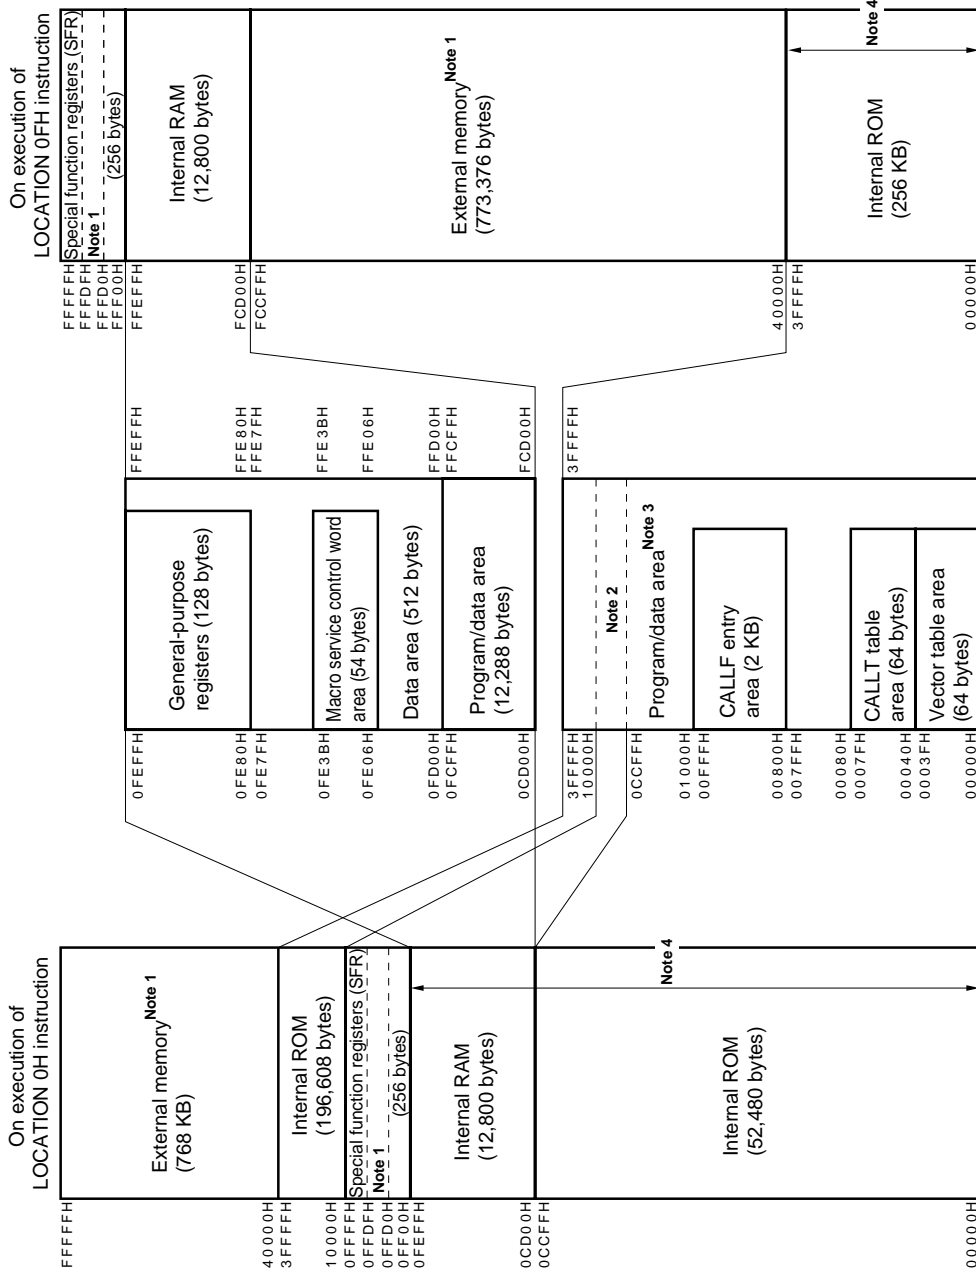 On execution of
LOCATION 0H instruction
FFFFFH
External memory Note 1
(768 KB)
40000H
3FFFFH
Internal ROM
(196,608 bytes)
10000H
0FFFFH
Special function registers (SFR)
0FFDFH
Note 1
0FFD0H
0FF00H
(256 bytes)
0FEFFH
Internal RAM
(12,800 bytes)
0CD00H
0CCFFH
Internal ROM
(52,480 bytes)
Note 4
00000H
0FEFFH
General-purpose
registers (128 bytes)
0FE80H
0FE7FH
0FE3BH
Macro service control word
area (54 bytes)
0FE06H
Data area (512 bytes)
0FD00H
0FCFFH
Program/data area
(12,288 bytes)
0CD00H
FFEFFH
FFE80H
FFE7FH
FFE3BH
FFE06H
FFD00H
FFCFFH
FCD00H
3FFFFH
3FFFFH
10000H
Note 2
0CCFFH
Program/data area Note 3
01000H
00FFFH
CALLF entry
area (2 KB)
00800H
007FFH
00080H
0007FH
CALLT table
area (64 bytes)
00040H
0003FH
Vector table area
(64 bytes)
00000H
On execution of
LOCATION 0FH instruction
FFFFFH
Special function registers (SFR)
FFFDFH
Note 1
FFFD0H
FFF00H
(256 bytes)
FFEFFH
Internal RAM
(12,800 bytes)
FCD00H
FCCFFH
External memory Note 1
(773,376 bytes)
40000H
3FFFFH
Internal ROM
(256 KB)
Note 4
00000H